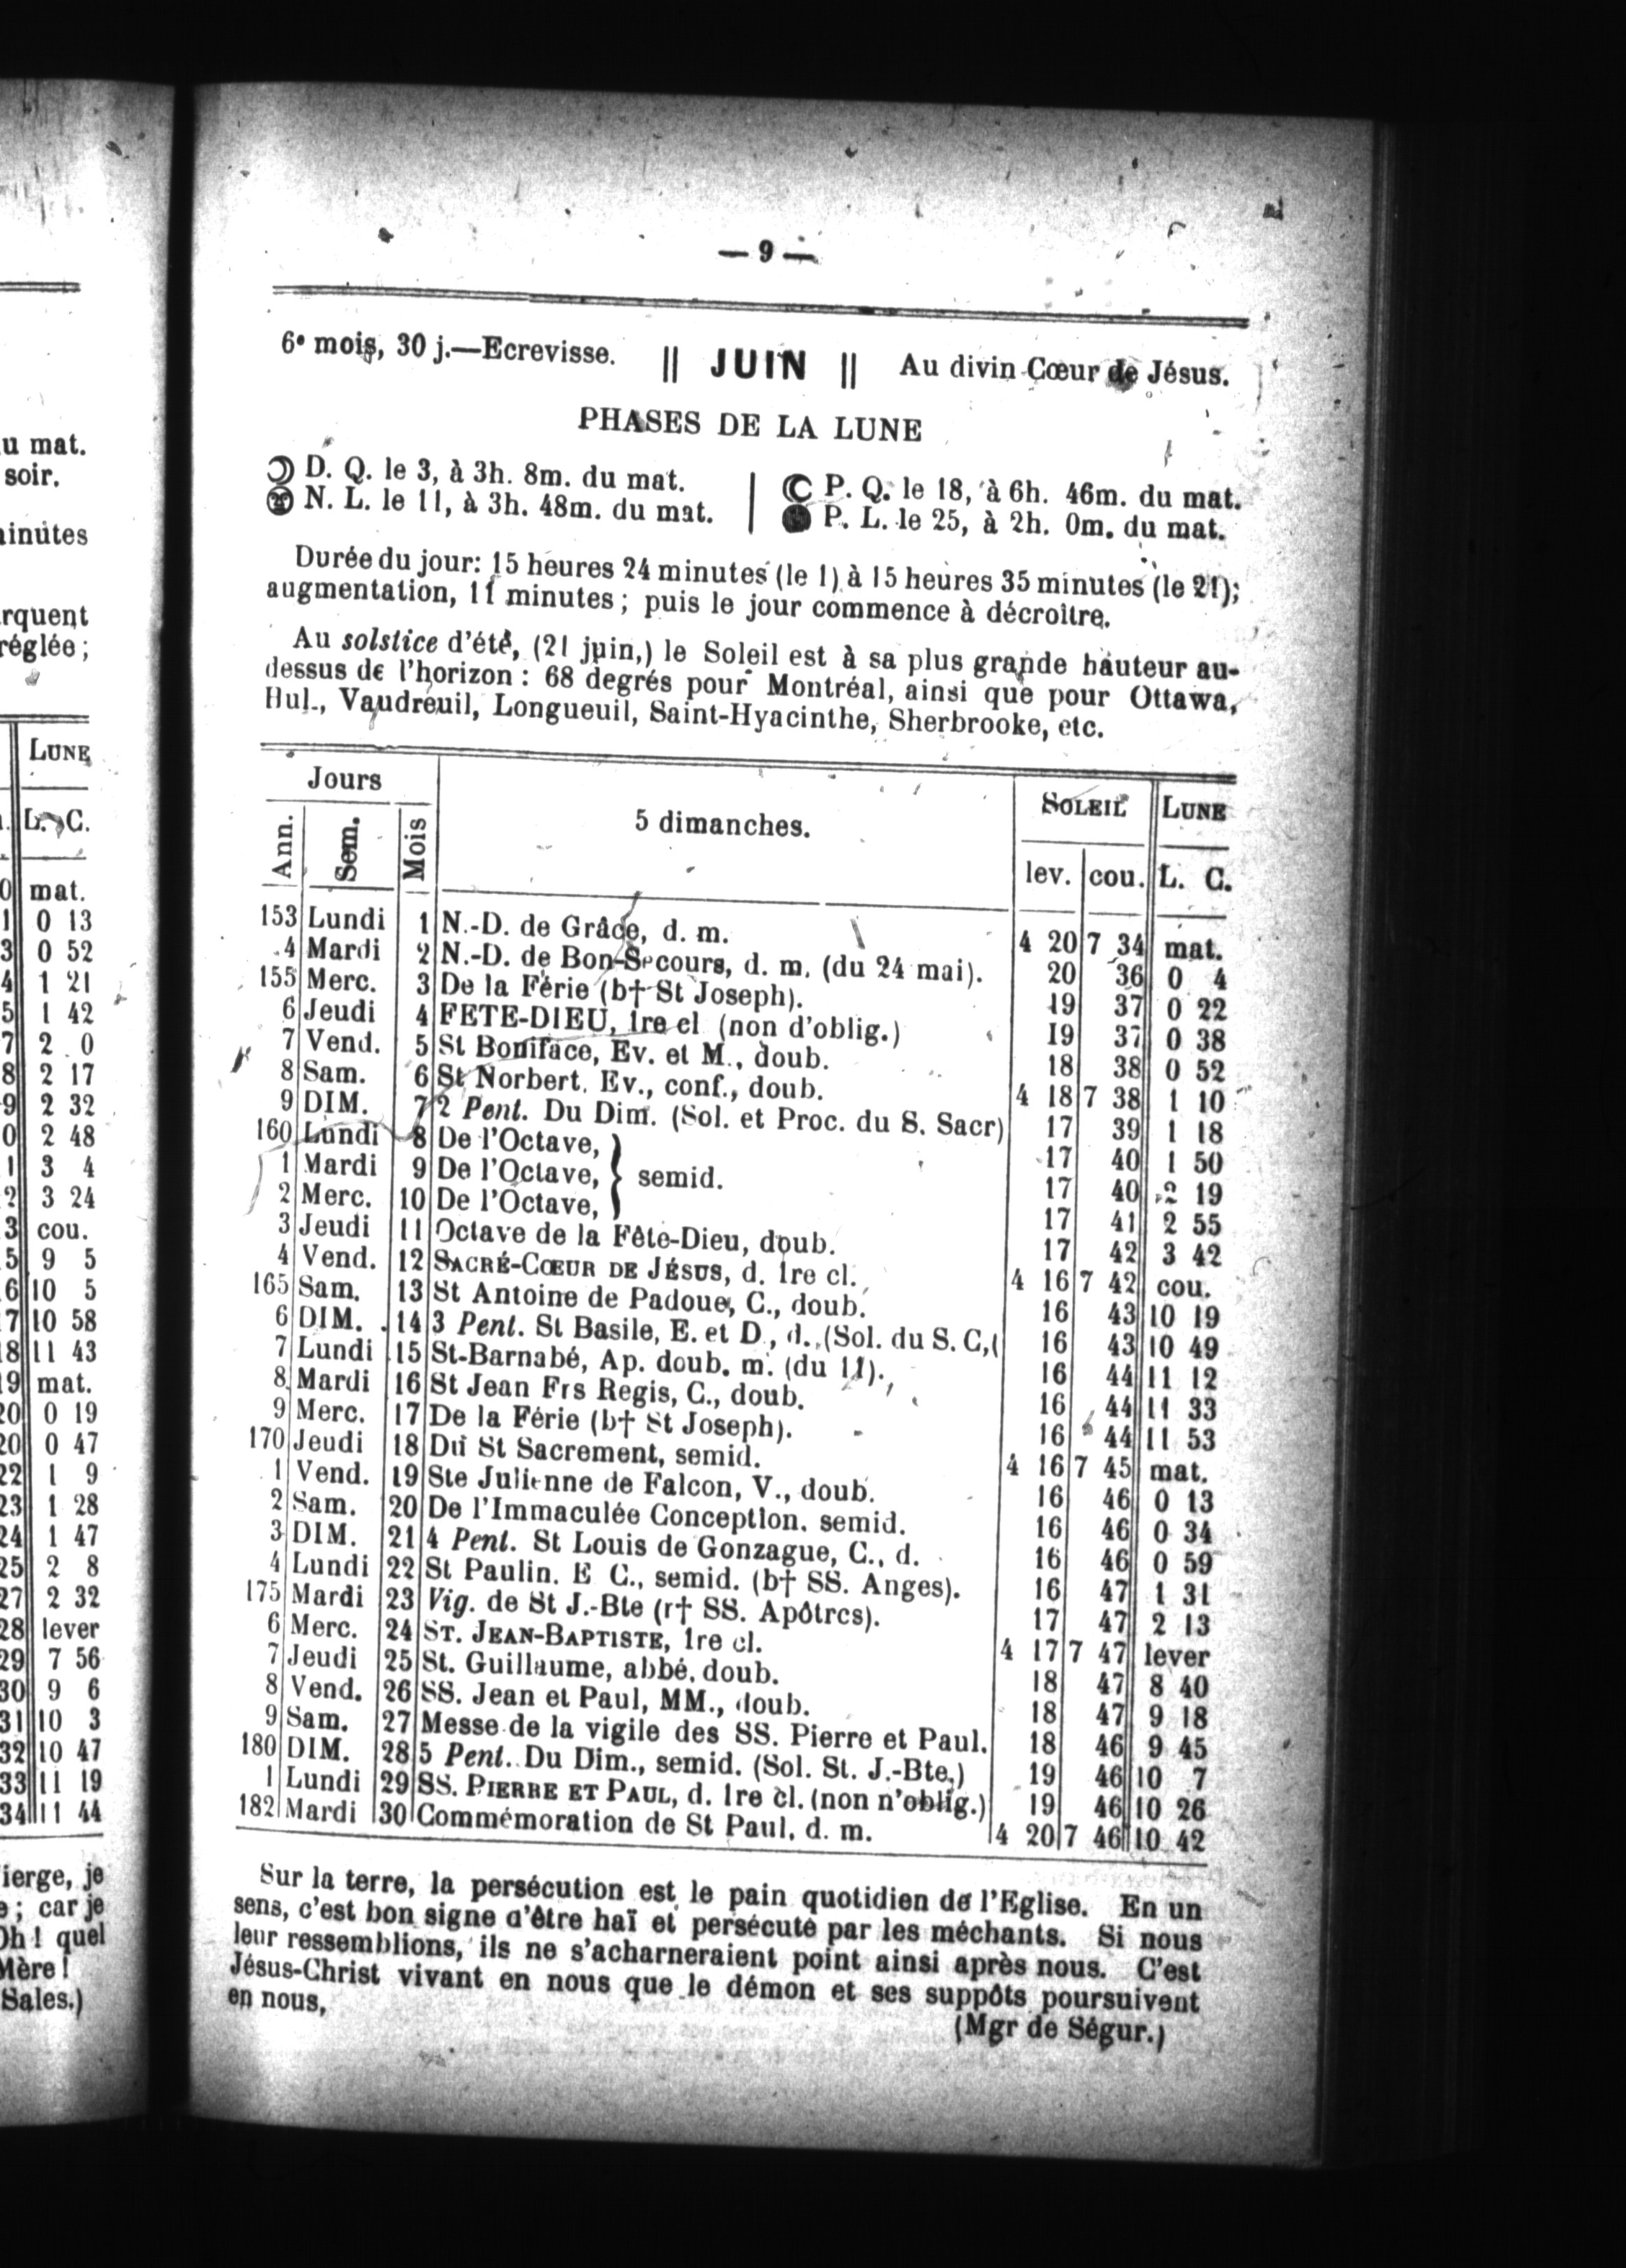 — 9 —
6e mois, 30 j.—Ecrevisse. || JUIN || Au divin Cœur de Jésus.
PHASES DE LA LUNE
D. Q. le 3, à 3h. 8m. du mat.
N. L. le 11, à 3h. 48m. du mat.
P. Q. le 18, à 6h. 46m. du mat.
P. L. le 25, à 2h. 0m. du mat.
Durée du jour: 15 heures 24 minutes (le 1) à 15 heures 35 minutes (le 21);
augmentation, 11 minutes; puis le jour commence à décroître.
Au solstice d'été, (21 juin,) le Soleil est à sa plus grande hauteur au-
dessus de l'horizon: 68 degrés pour Montréal, ainsi que pour Ottawa,
Hul., Vaudreuil, Longueuil, Saint-Hyacinthe, Sherbrooke, etc.
Jours 5 dimanches. SOLEIL LUNE
Ann. Sem. Mois lev. cou. L. C.
153 Lundi 1 N.-D. de Grâce, d. m. 4 20 7 34 mat.
4 Mardi 2 N.-D. de Bon-Secours, d. m. (du 24 mai). 20 36 0 4
155 Merc. 3 De la Férie (b† St Joseph). 19 37 0 22
6 Jeudi 4 FETE-DIEU, 1re cl (non d'oblig.) 19 37 0 38
7 Vend. 5 St Boniface, Ev. et M., doub. 18 38 0 52
8 Sam. 6 St Norbert, Ev., conf., doub. 4 18 7 38 1 10
9 DIM. 7 2 Pent. Du Dim. (Sol. et Proc. du S. Sacr) 17 39 1 18
160 Lundi 8 De l'Octave, 17 40 1 50
1 Mardi 9 De l'Octave, } semid. 17 40 2 19
2 Merc. 10 De l'Octave, 17 41 2 55
3 Jeudi 11 Octave de la Fête-Dieu, doub. 17 42 3 42
4 Vend. 12 SACRÉ-CŒUR DE JÉSUS, d. 1re cl. 4 16 7 42 cou.
165 Sam. 13 St Antoine de Padoue, C., doub. 16 43 10 19
6 DIM. 14 3 Pent. St Basile, E. et D., d. (Sol. du S. C,( 16 43 10 49
7 Lundi 15 St-Barnabé, Ap. doub. m. (du 11). 16 44 11 12
8 Mardi 16 St Jean Frs Regis, C., doub. 16 44 11 33
9 Merc. 17 De la Férie (b† St Joseph). 16 44 11 53
170 Jeudi 18 Du St Sacrement, semid. 4 16 7 45 mat.
1 Vend. 19 Ste Julienne de Falcon, V., doub. 16 46 0 13
2 Sam. 20 De l'Immaculée Conception. semid. 16 46 0 34
3 DIM. 21 4 Pent. St Louis de Gonzague, C., d. 16 46 0 59
4 Lundi 22 St Paulin. E C., semid. (b† SS. Anges). 16 47 1 31
175 Mardi 23 Vig. de St J.-Bte (r† SS. Apôtres). 17 47 2 13
6 Merc. 24 ST. JEAN-BAPTISTE, 1re cl. 4 17 7 47 lever
7 Jeudi 25 St. Guillaume, abbé, doub. 18 47 8 40
8 Vend. 26 SS. Jean et Paul, MM., doub. 18 47 9 18
9 Sam. 27 Messe de la vigile des SS. Pierre et Paul. 18 46 9 45
180 DIM. 28 5 Pent. Du Dim., semid. (Sol. St. J.-Bte,) 19 46 10 7
1 Lundi 29 SS. PIERRE ET PAUL, d. 1re cl. (non n'oblig.) 19 46 10 26
182 Mardi 30 Commémoration de St Paul, d. m. 4 20 7 46 10 42
Sur la terre, la persécution est le pain quotidien de l'Eglise. En un
sens, c'est bon signe d'être haï et persécuté par les méchants. Si nous
leur ressemblions, ils ne s'acharneraient point ainsi après nous. C'est
Jésus-Christ vivant en nous que le démon et ses suppôts poursuivent
en nous,
(Mgr de Ségur.)